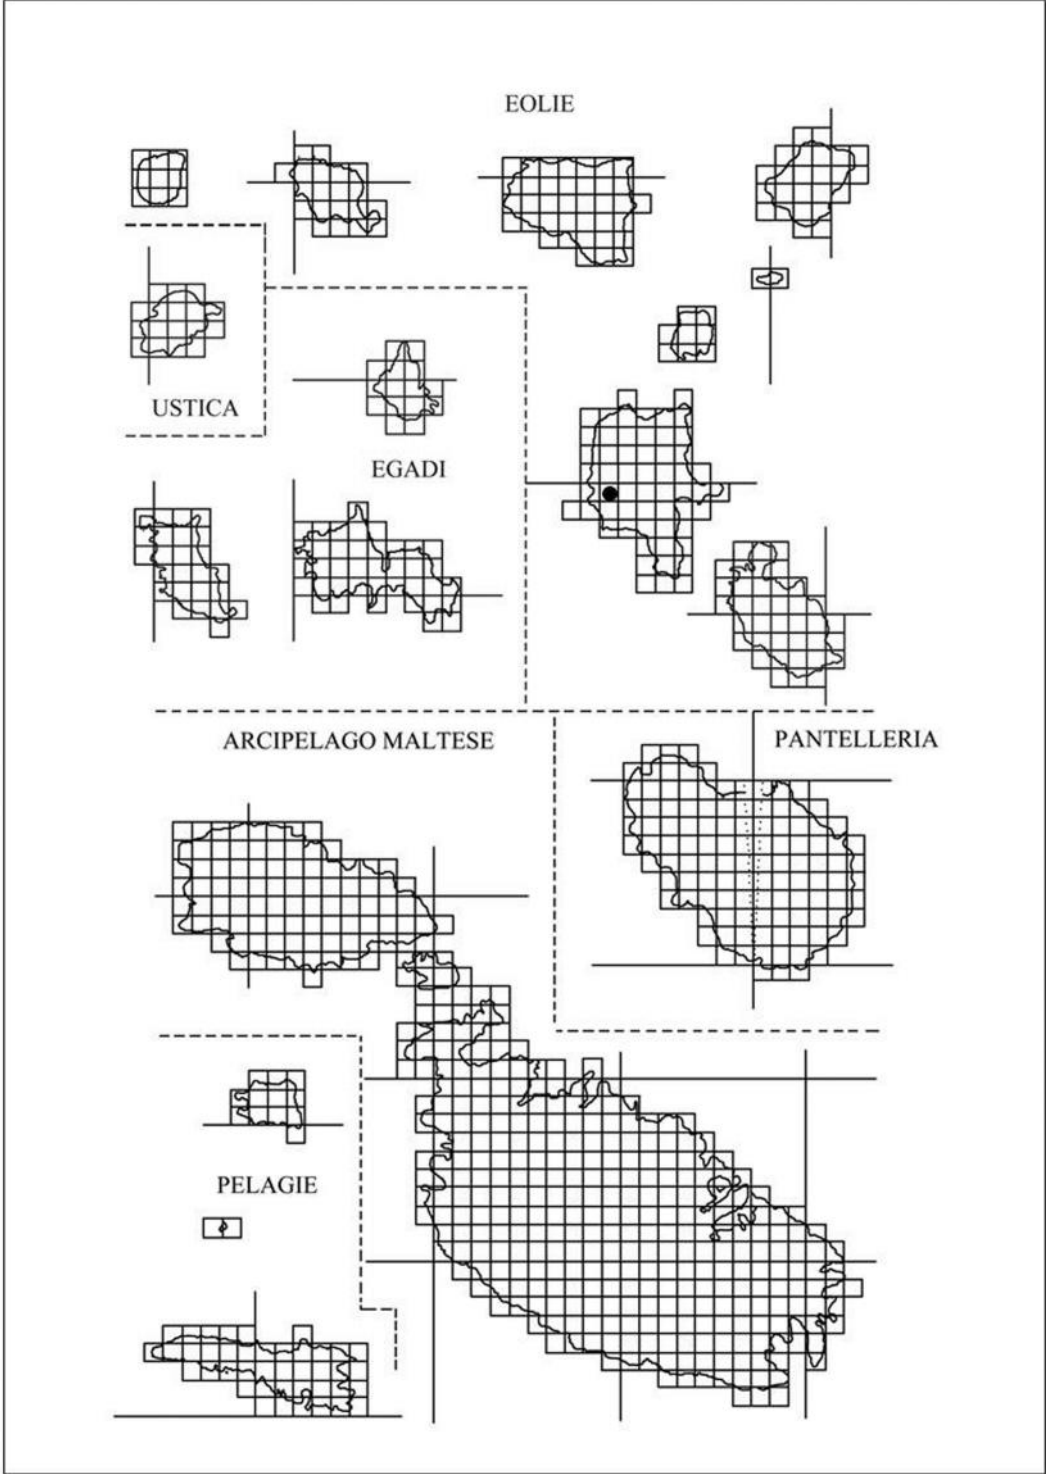 EOLIE
USTICA
EGADI
ARCIPELAGO MALTESE
PANTELLERIA
PELAGIE